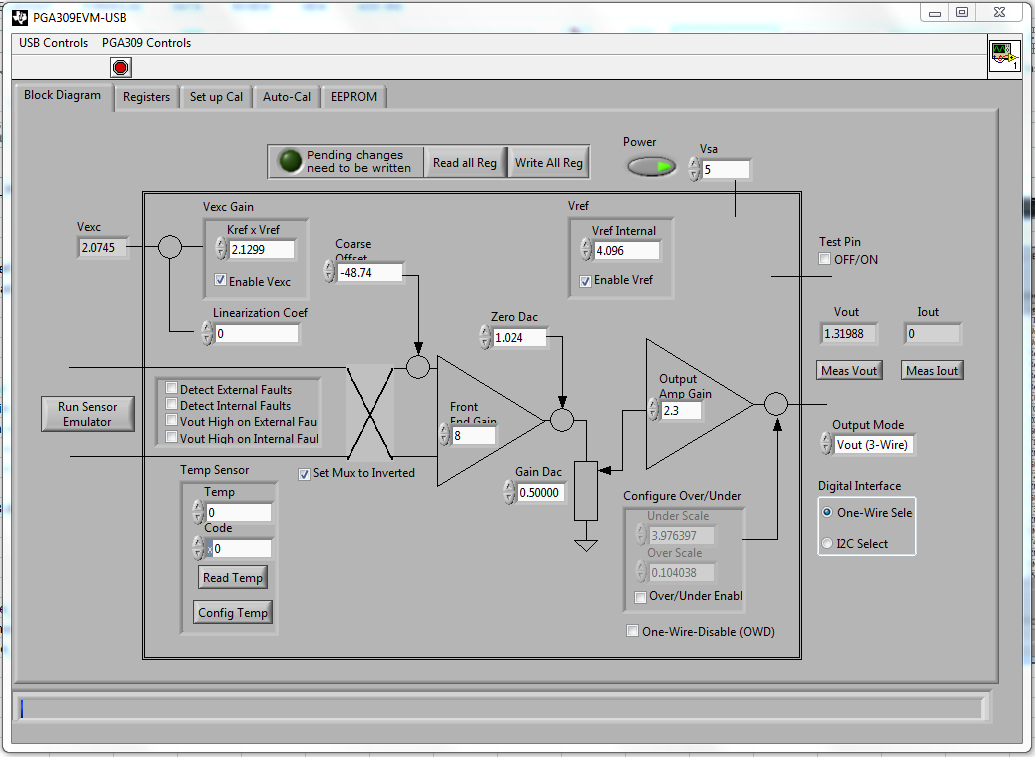 PGA309EVM-USB
USB Controls PGA309 Controls
1
Block Diagram Registers Set up Cal Auto-Cal EEPROM
Pending changes
need to be written
Read all Reg Write All Reg
Power
Vsa
5
Vexc
2.0745
Vexc Gain
Kref x Vref
2.1299
Enable Vexc
Linearization Coef
0
Coarse
Offset
-48.74
Vref
Vref Internal
4.096
Enable Vref
Test Pin
OFF/ON
Zero Dac
1.024
Vout
1.31988
Iout
0
Meas Vout
Meas Iout
Run Sensor
Emulator
Detect External Faults
Detect Internal Faults
Vout High on External Fau
Vout High on Internal Faul
Set Mux to Inverted
Front
End Gain
8
Output
Amp Gain
2.3
Output Mode
Vout (3-Wire)
Gain Dac
0.50000
Temp Sensor
Temp
0
Code
x0
Read Temp
Config Temp
Configure Over/Under
Under Scale
3.976397
Over Scale
0.104038
Over/Under Enabl
One-Wire-Disable (OWD)
Digital Interface
One-Wire Sele
I2C Select